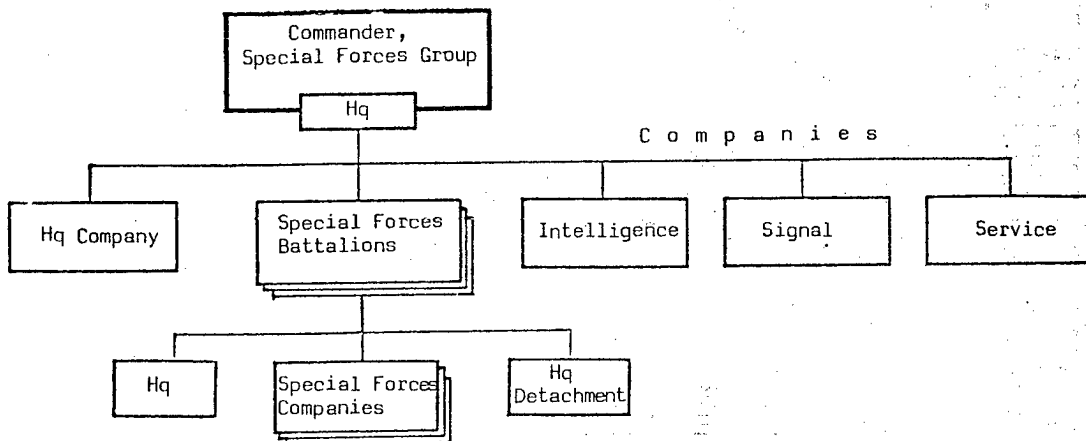 Commander,
Special Forces Group
Hq
C o m p a n i e s
Hq Company
Special Forces
Battalions
Intelligence
Signal
Service
Hq
Special Forces
Companies
Hq
Detachment